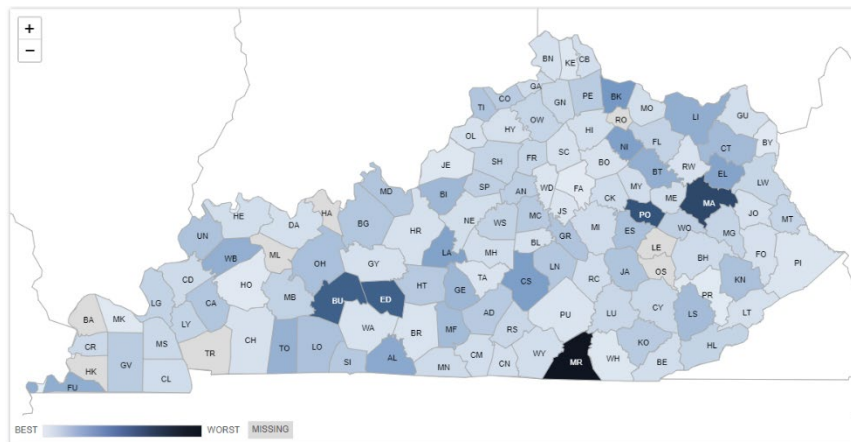 +
−
BN KE CB
GA
TI CO OW GN PE BK MO LI GU
RO
OL HY HI NI FL CT BY
JE SH FR SC BO BT RW EL
MD BI SP AN WD FA CK MY ME MA LW
HE DA HA BG NE WS MC JS PO JO MT
UN HR GR MI ES WO MG
WB ML OH GY LA MH BL LE BH FO PI
LG CD HO HT TA CS LN RC JA OS KN
BA MK CA MB BU ED GE PR
LY AD PU LU CY LS LT
CR MS WA BR MF RS
TR CH TO LO KO HL
HK GV SI AL MN CM CN WY MR WH BE
FU CL
BEST WORST MISSING